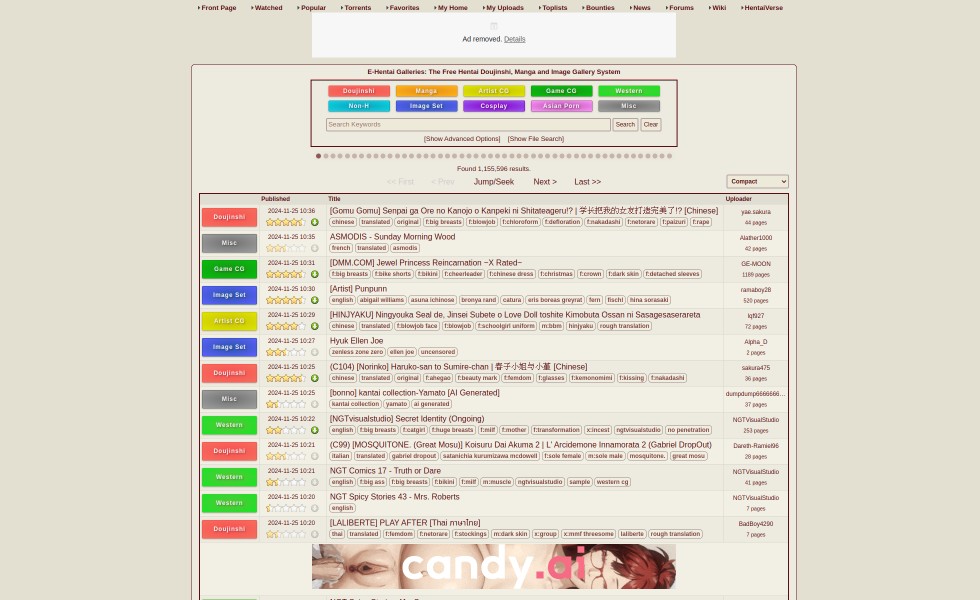 Front Page Watched Popular Torrents Favorites My Home My Uploads Toplists Bounties News Forums Wiki HentaiVerse
Ad removed. Details
E-Hentai Galleries: The Free Hentai Doujinshi, Manga and Image Gallery System
Doujinshi Manga Artist CG Game CG Western
Non-H Image Set Cosplay Asian Porn Misc
Search Keywords Search Clear
[Show Advanced Options] [Show File Search]
Found 1,155,596 results.
<< First < Prev Jump/Seek Next > Last >> Compact
Published Title Uploader
Doujinshi 2024-11-25 10:36 [Gomu Gomu] Senpai ga Ore no Kanojo o Kanpeki ni Shitateageru!? | 学长把我的女友打造完美了!? [Chinese] yae.sakura
chinese translated original f:big breasts f:blowjob f:chloroform f:defloration f:nakadashi f:netorare f:paizuri f:rape 44 pages
Misc 2024-11-25 10:35 ASMODIS - Sunday Morning Wood Alather1000
french translated asmodis 42 pages
Game CG 2024-11-25 10:31 [DMM.COM] Jewel Princess Reincarnation ~X Rated~ GE-MOON
f:big breasts f:bike shorts f:bikini f:cheerleader f:chinese dress f:christmas f:crown f:dark skin f:detached sleeves 1189 pages
Image Set 2024-11-25 10:30 [Artist] Punpunn ramaboy28
english abigail williams asuna ichinose bronya rand catura eris boreas greyrat fern fischl hina sorasaki 520 pages
Artist CG 2024-11-25 10:29 [HINJYAKU] Ningyouka Seal de, Jinsei Subete o Love Doll toshite Kimobuta Ossan ni Sasagesaserareta lqf927
chinese translated f:blowjob face f:blowjob f:schoolgirl uniform m:bbm hinjyaku rough translation 72 pages
Image Set 2024-11-25 10:27 Hyuk Ellen Joe Alpha_D
zenless zone zero ellen joe uncensored 2 pages
Doujinshi 2024-11-25 10:25 (C104) [Norinko] Haruko-san to Sumire-chan | 春子小姐与小堇 [Chinese] sakura475
chinese translated original f:ahegao f:beauty mark f:femdom f:glasses f:kemonomimi f:kissing f:nakadashi 36 pages
Misc 2024-11-25 10:25 [bonno] kantai collection-Yamato [AI Generated] dumpdump6666666…
kantai collection yamato ai generated 37 pages
Western 2024-11-25 10:22 [NGTvisualstudio] Secret Identity (Ongoing) NGTVisualStudio
english f:big breasts f:catgirl f:huge breasts f:milf f:mother f:transformation x:incest ngtvisualstudio no penetration 253 pages
Doujinshi 2024-11-25 10:21 (C99) [MOSQUITONE. (Great Mosu)] Koisuru Dai Akuma 2 | L' Arcidemone Innamorata 2 (Gabriel DropOut) Dareth-Ramiel96
italian translated gabriel dropout satanichia kurumizawa mcdowell f:sole female m:sole male mosquitone. great mosu 28 pages
Western 2024-11-25 10:21 NGT Comics 17 - Truth or Dare NGTVisualStudio
english f:big ass f:big breasts f:bikini f:milf m:muscle ngtvisualstudio sample western cg 41 pages
Western 2024-11-25 10:20 NGT Spicy Stories 43 - Mrs. Roberts NGTVisualStudio
english 7 pages
Doujinshi 2024-11-25 10:20 [LALIBERTE] PLAY AFTER [Thai ภาษาไทย] BadBoy4290
thai translated f:femdom f:netorare f:stockings m:dark skin x:group x:mmf threesome laliberte rough translation 7 pages
candy.ai